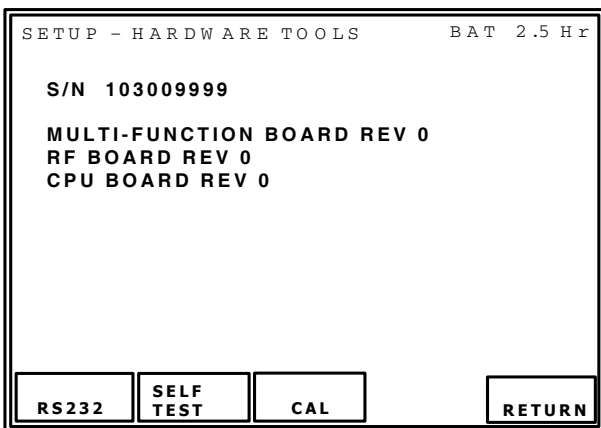 SETUP - HARDWARE TOOLS BAT 2.5 Hr
S/N 103009999
MULTI-FUNCTION BOARD REV 0
RF BOARD REV 0
CPU BOARD REV 0
RS232 SELF TEST CAL RETURN